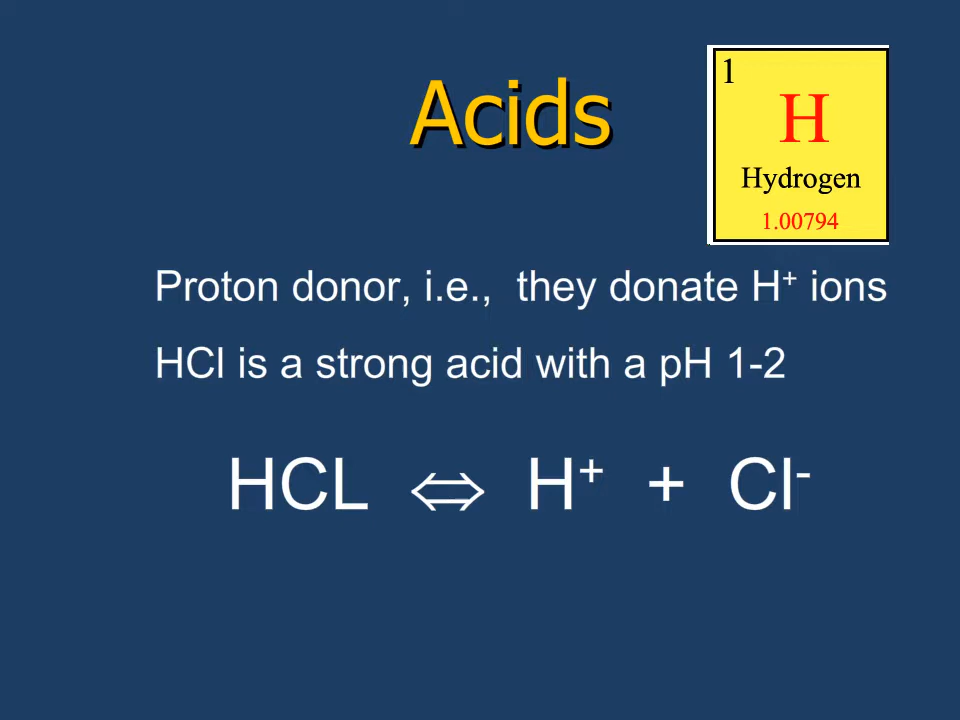 Acids
1
H
Hydrogen
1.00794
Proton donor, i.e., they donate H⁺ ions
HCl is a strong acid with a pH 1-2
HCL ⇔ H⁺ + Cl⁻